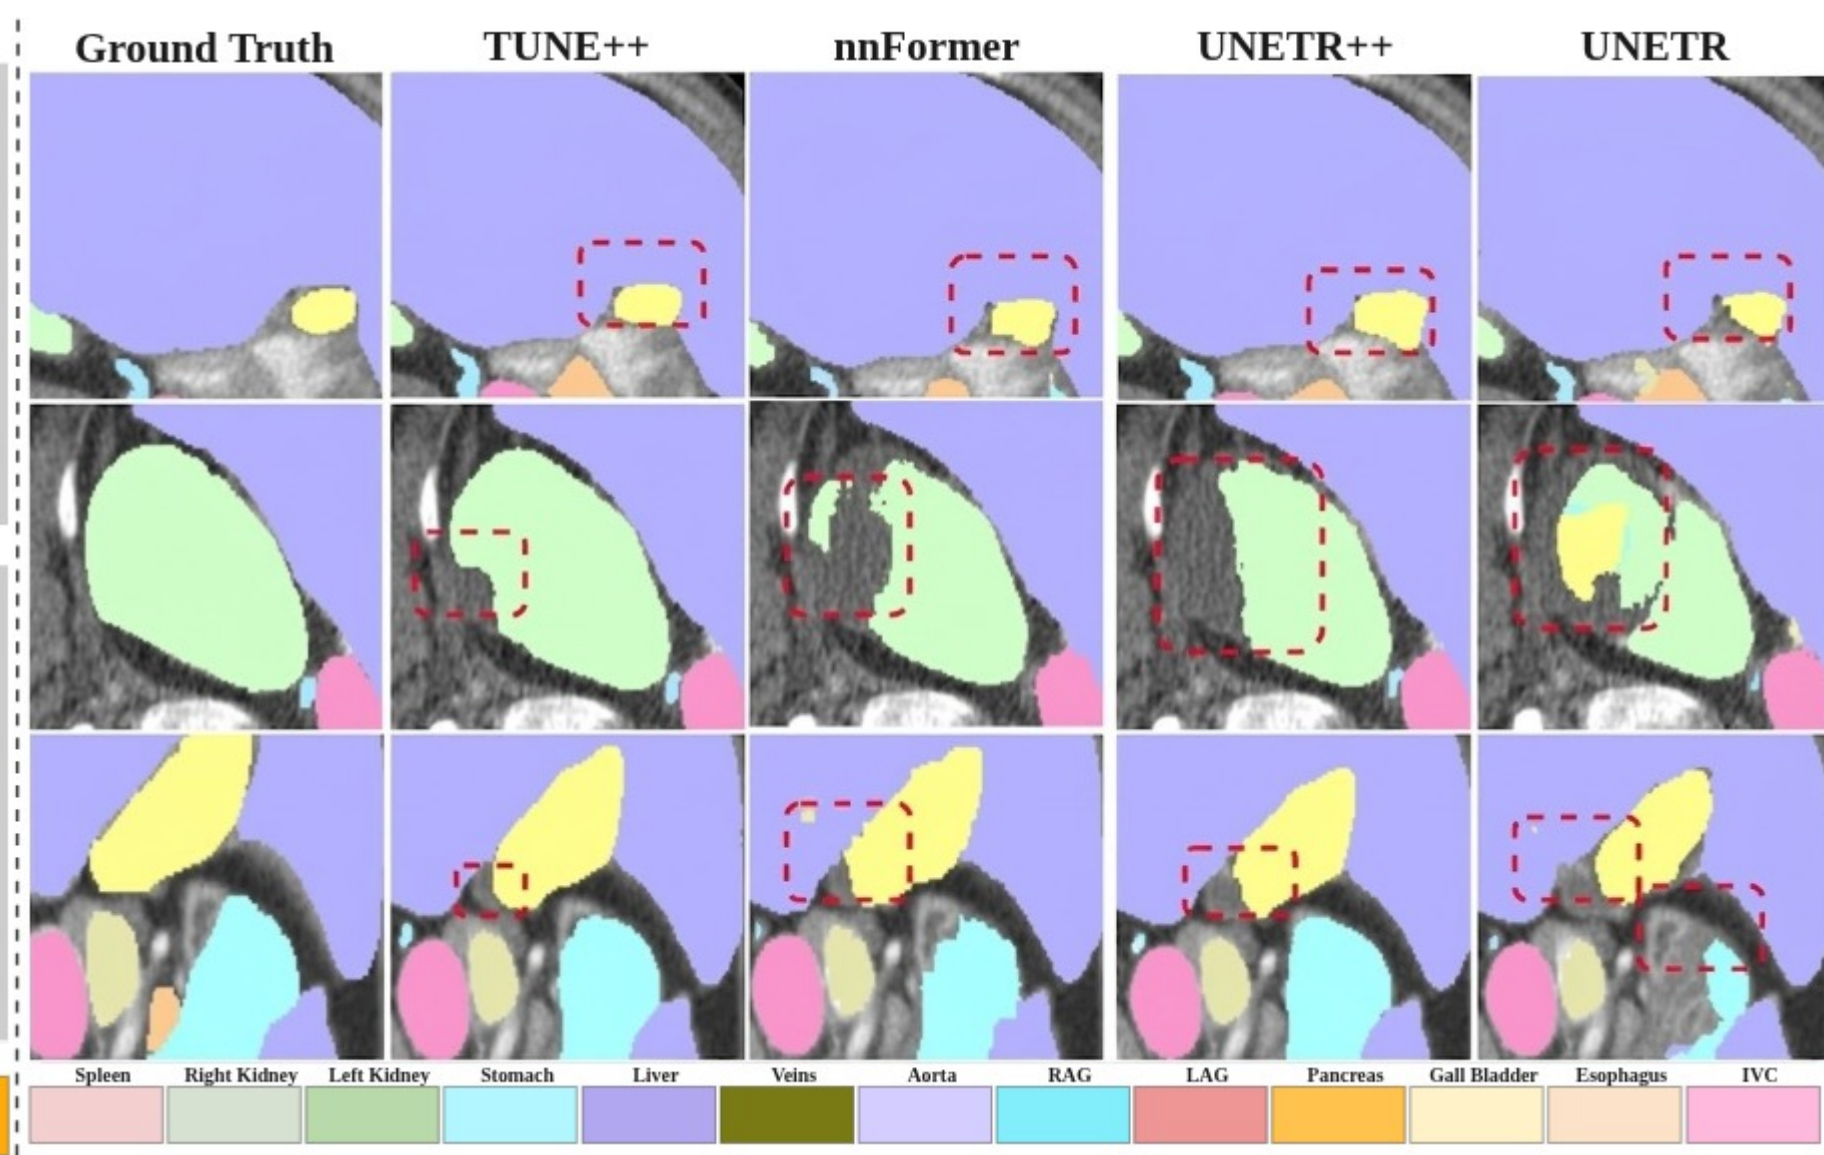 Ground Truth TUNE++ nnFormer UNETR++ UNETR
Spleen Right Kidney Left Kidney Stomach Liver Veins Aorta RAG LAG Pancreas Gall Bladder Esophagus IVC